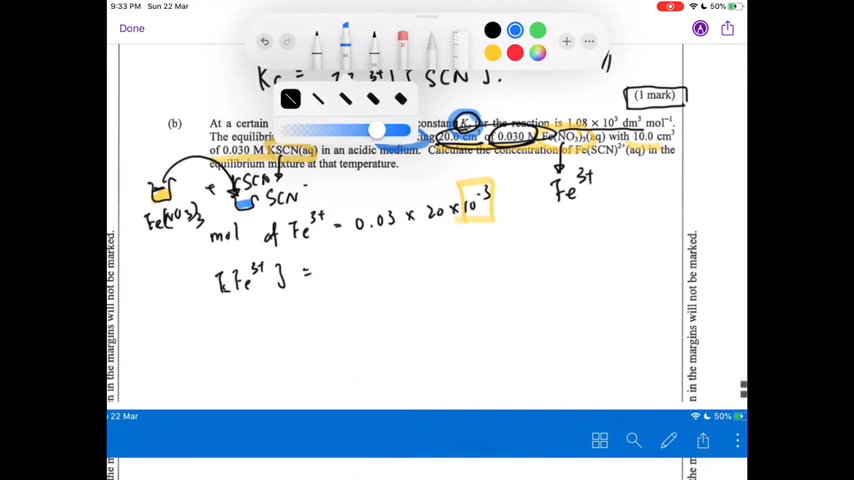 9:33 PM Sun 22 Mar
50%
Done
SCN
(1 mark)
(b) At a certain constant K for the reaction is 1.08 × 10³ dm³ mol⁻¹.
The equilibri 20.0 cm³ of 0.030 M Fe(NO₃)₃(aq) with 10.0 cm³
of 0.030 M KSCN(aq) in an acidic medium. Calculate the concentration of Fe(SCN)²⁺(aq) in the
equilibrium mixture at that temperature.
Fe³⁺
+ KSCN
SCN⁻
Fe(NO₃)₃
mol of Fe³⁺ = 0.03 × 20 × 10⁻³
[Fe³⁺] =
n in the margins will not be marked.
in the margins will not be marked.
22 Mar
50%